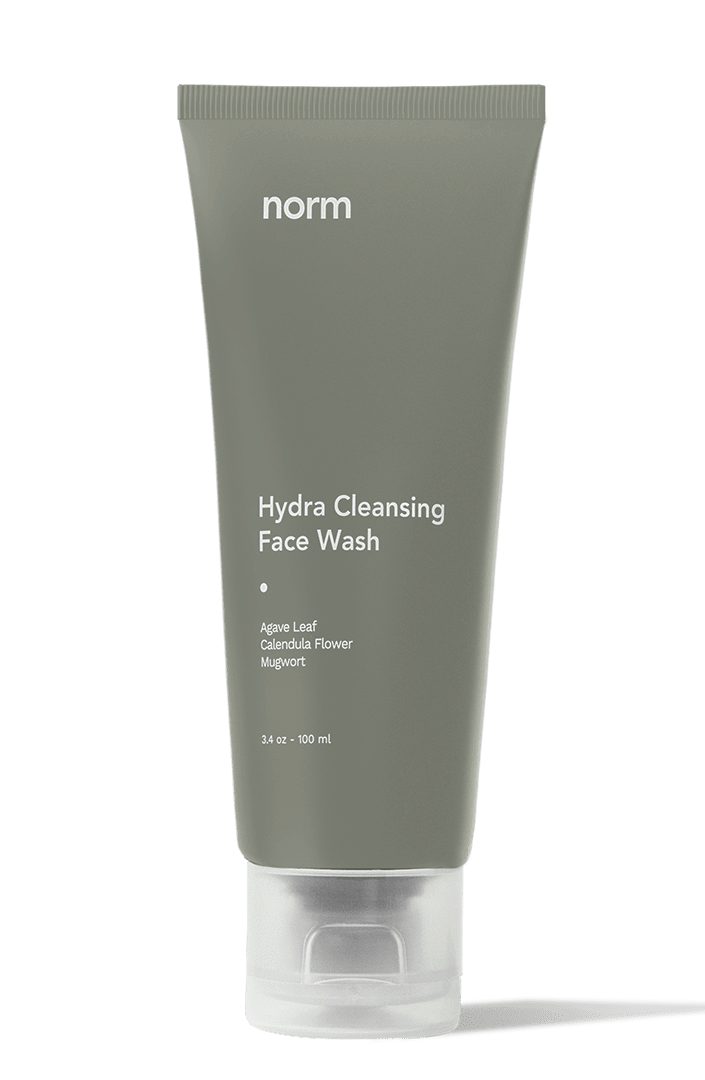 norm
Hydra Cleansing
Face Wash
Agave Leaf
Calendula Flower
Mugwort
3.4 oz - 100 ml